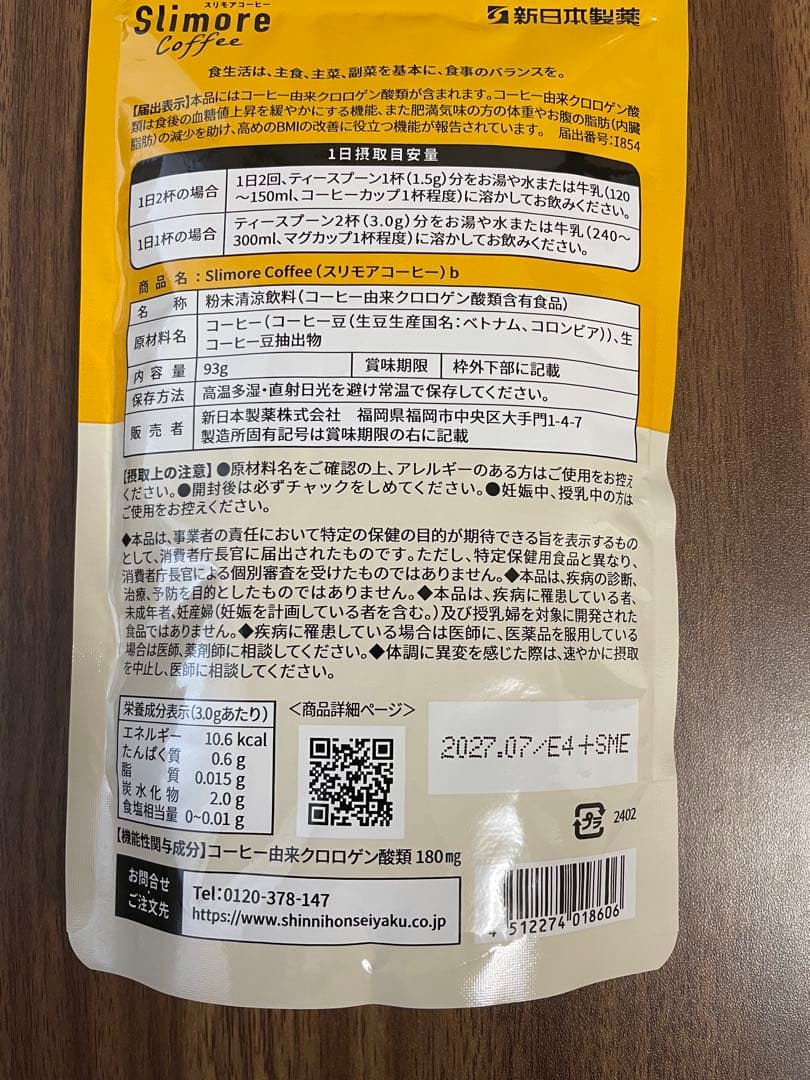 スリモアコーヒー
Slimore
Coffee
新日本製薬
食生活は、主食、主菜、副菜を基本に、食事のバランスを。
【届出表示】本品にはコーヒー由来クロロゲン酸類が含まれます。コーヒー由来クロロゲン酸
類は食後の血糖値上昇を緩やかにする機能、また肥満気味の方の体重やお腹の脂肪(内臓
脂肪)の減少を助け、高めのBMIの改善に役立つ機能が報告されています。 届出番号:I854
1日摂取目安量
1日2杯の場合
1日2回、ティースプーン1杯(1.5g)分をお湯や水または牛乳(120
～150ml、コーヒーカップ1杯程度)に溶かしてお飲みください。
1日1杯の場合
ティースプーン2杯(3.0g)分をお湯や水または牛乳(240～
300ml、マグカップ1杯程度)に溶かしてお飲みください。
商品名:Slimore Coffee(スリモアコーヒー)b
名称 粉末清涼飲料(コーヒー由来クロロゲン酸類含有食品)
原材料名 コーヒー(コーヒー豆(生豆生産国名:ベトナム、コロンビア))、生
コーヒー豆抽出物
内容量 93g 賞味期限 枠外下部に記載
保存方法 高温多湿・直射日光を避け常温で保存してください。
販売者 新日本製薬株式会社 福岡県福岡市中央区大手門1-4-7
製造所固有記号は賞味期限の右に記載
【摂取上の注意】●原材料名をご確認の上、アレルギーのある方はご使用をお控え
ください。●開封後は必ずチャックをしめてください。●妊娠中、授乳中の方は
ご使用をお控えください。
◆本品は、事業者の責任において特定の保健の目的が期待できる旨を表示するもの
として、消費者庁長官に届出されたものです。ただし、特定保健用食品と異なり、
消費者庁長官による個別審査を受けたものではありません。◆本品は、疾病の診断、
治療、予防を目的としたものではありません。◆本品は、疾病に罹患している者、
未成年者、妊産婦(妊娠を計画している者を含む。)及び授乳婦を対象に開発された
食品ではありません。◆疾病に罹患している場合は医師に、医薬品を服用している
場合は医師、薬剤師に相談してください。◆体調に異変を感じた際は、速やかに摂取
を中止し、医師に相談してください。
栄養成分表示(3.0gあたり)
エネルギー 10.6 kcal
たんぱく質 0.6 g
脂質 0.015 g
炭水化物 2.0 g
食塩相当量 0~0.01 g
＜商品詳細ページ＞
2027.07/E4+SME
プラ
2402
【機能性関与成分】コーヒー由来クロロゲン酸類 180mg
お問合せ
・
ご注文先
Tel:0120-378-147
https://www.shinnihonseiyaku.co.jp
4 512274 018606